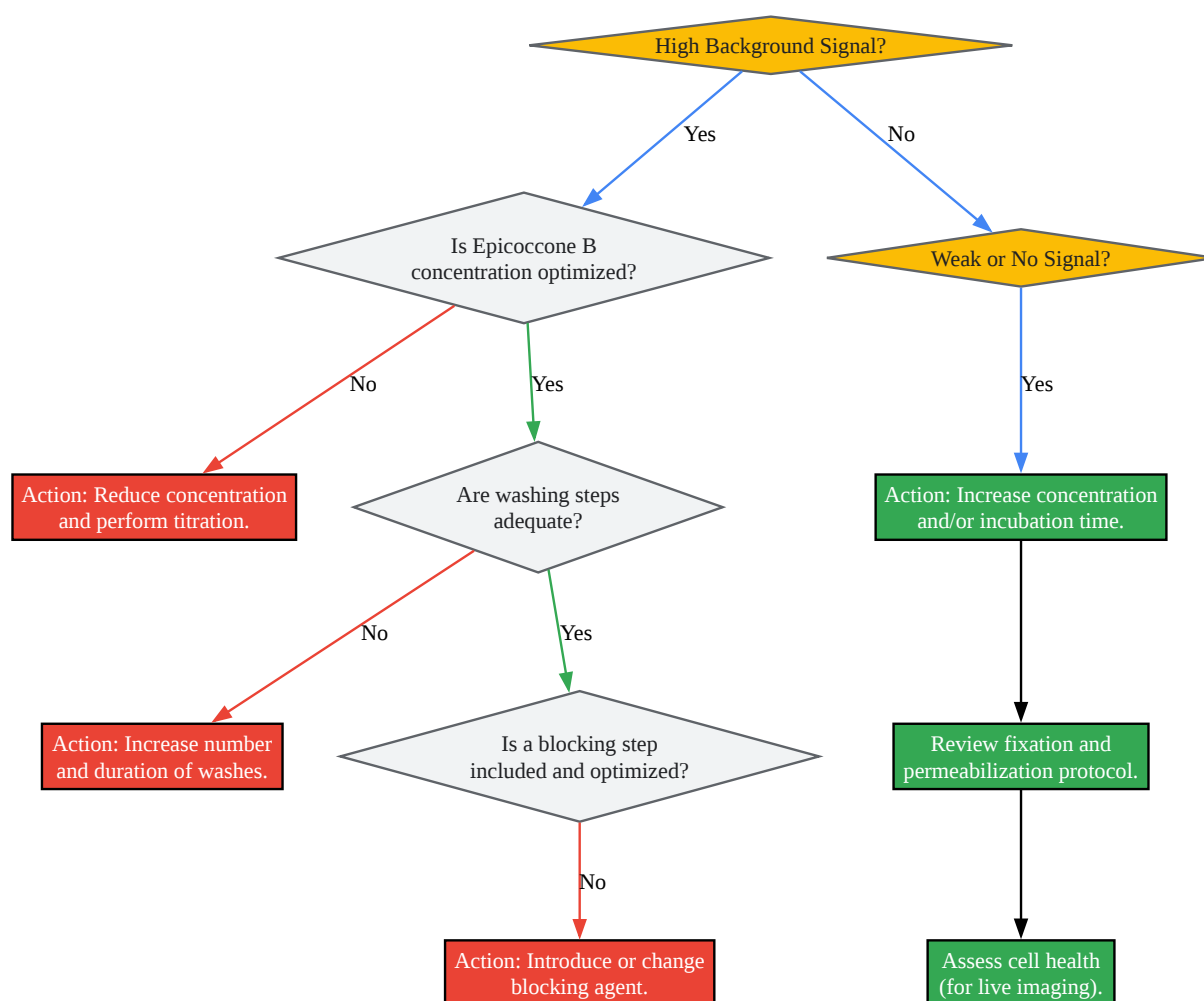 High Background Signal?
Yes
No
Is Epicoccone B
concentration optimized?
Weak or No Signal?
No
Yes
Yes
Action: Reduce concentration
and perform titration.
Are washing steps
adequate?
Action: Increase concentration
and/or incubation time.
No
Yes
Action: Increase number
and duration of washes.
Is a blocking step
included and optimized?
Review fixation and
permeabilization protocol.
No
Action: Introduce or change
blocking agent.
Assess cell health
(for live imaging).